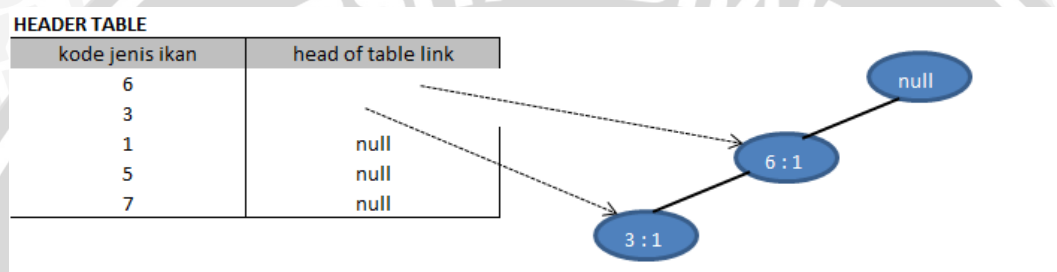 HEADER TABLE
kode jenis ikan head of table link
6
3
1 null
5 null
7 null
null
6 : 1
3 : 1